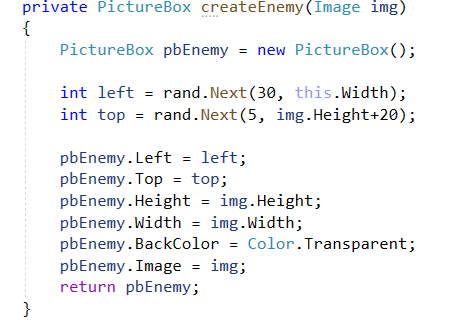 private PictureBox createEnemy(Image img)
{
PictureBox pbEnemy = new PictureBox();
int left = rand.Next(30, this.Width);
int top = rand.Next(5, img.Height+20);
pbEnemy.Left = left;
pbEnemy.Top = top;
pbEnemy.Height = img.Height;
pbEnemy.Width = img.Width;
pbEnemy.BackColor = Color.Transparent;
pbEnemy.Image = img;
return pbEnemy;
}